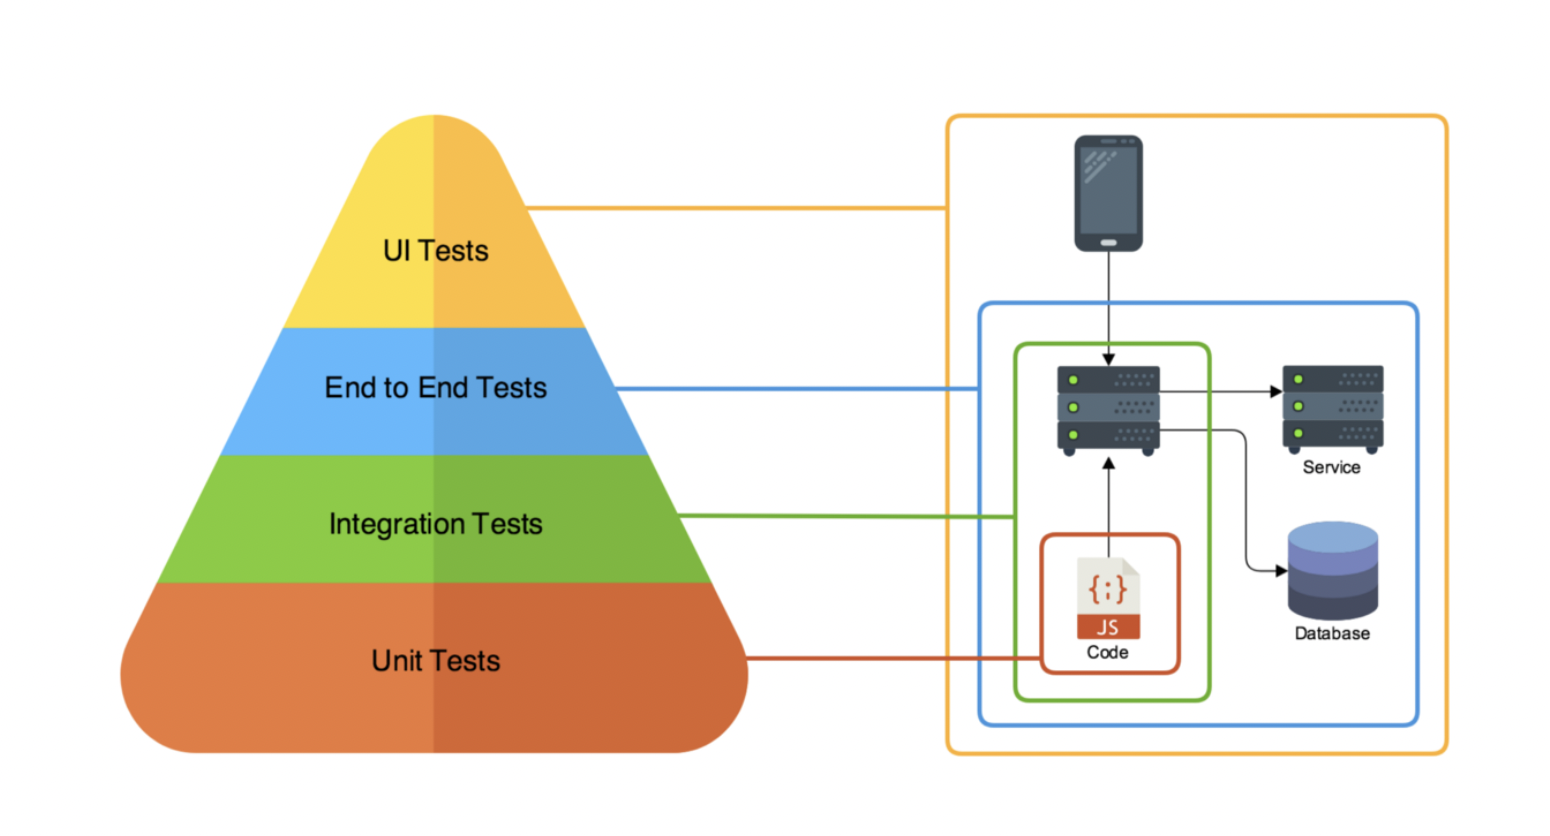 UI Tests
End to End Tests
Integration Tests
Unit Tests
Service
Database
{;}
JS
Code